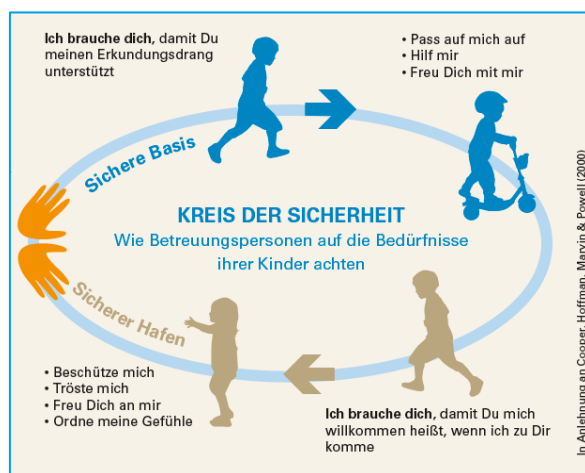 Ich brauche dich, damit Du
meinen Erkundungsdrang
unterstützt
• Pass auf mich auf
• Hilf mir
• Freu Dich mit mir
Sichere Basis
KREIS DER SICHERHEIT
Wie Betreuungspersonen auf die Bedürfnisse
ihrer Kinder achten
Sicherer Hafen
• Beschütze mich
• Tröste mich
• Freu Dich an mir
• Ordne meine Gefühle
Ich brauche dich, damit Du mich
willkommen heißt, wenn ich zu Dir
komme
In Anlehnung an Cooper, Hoffman, Marvin & Powell (2000)